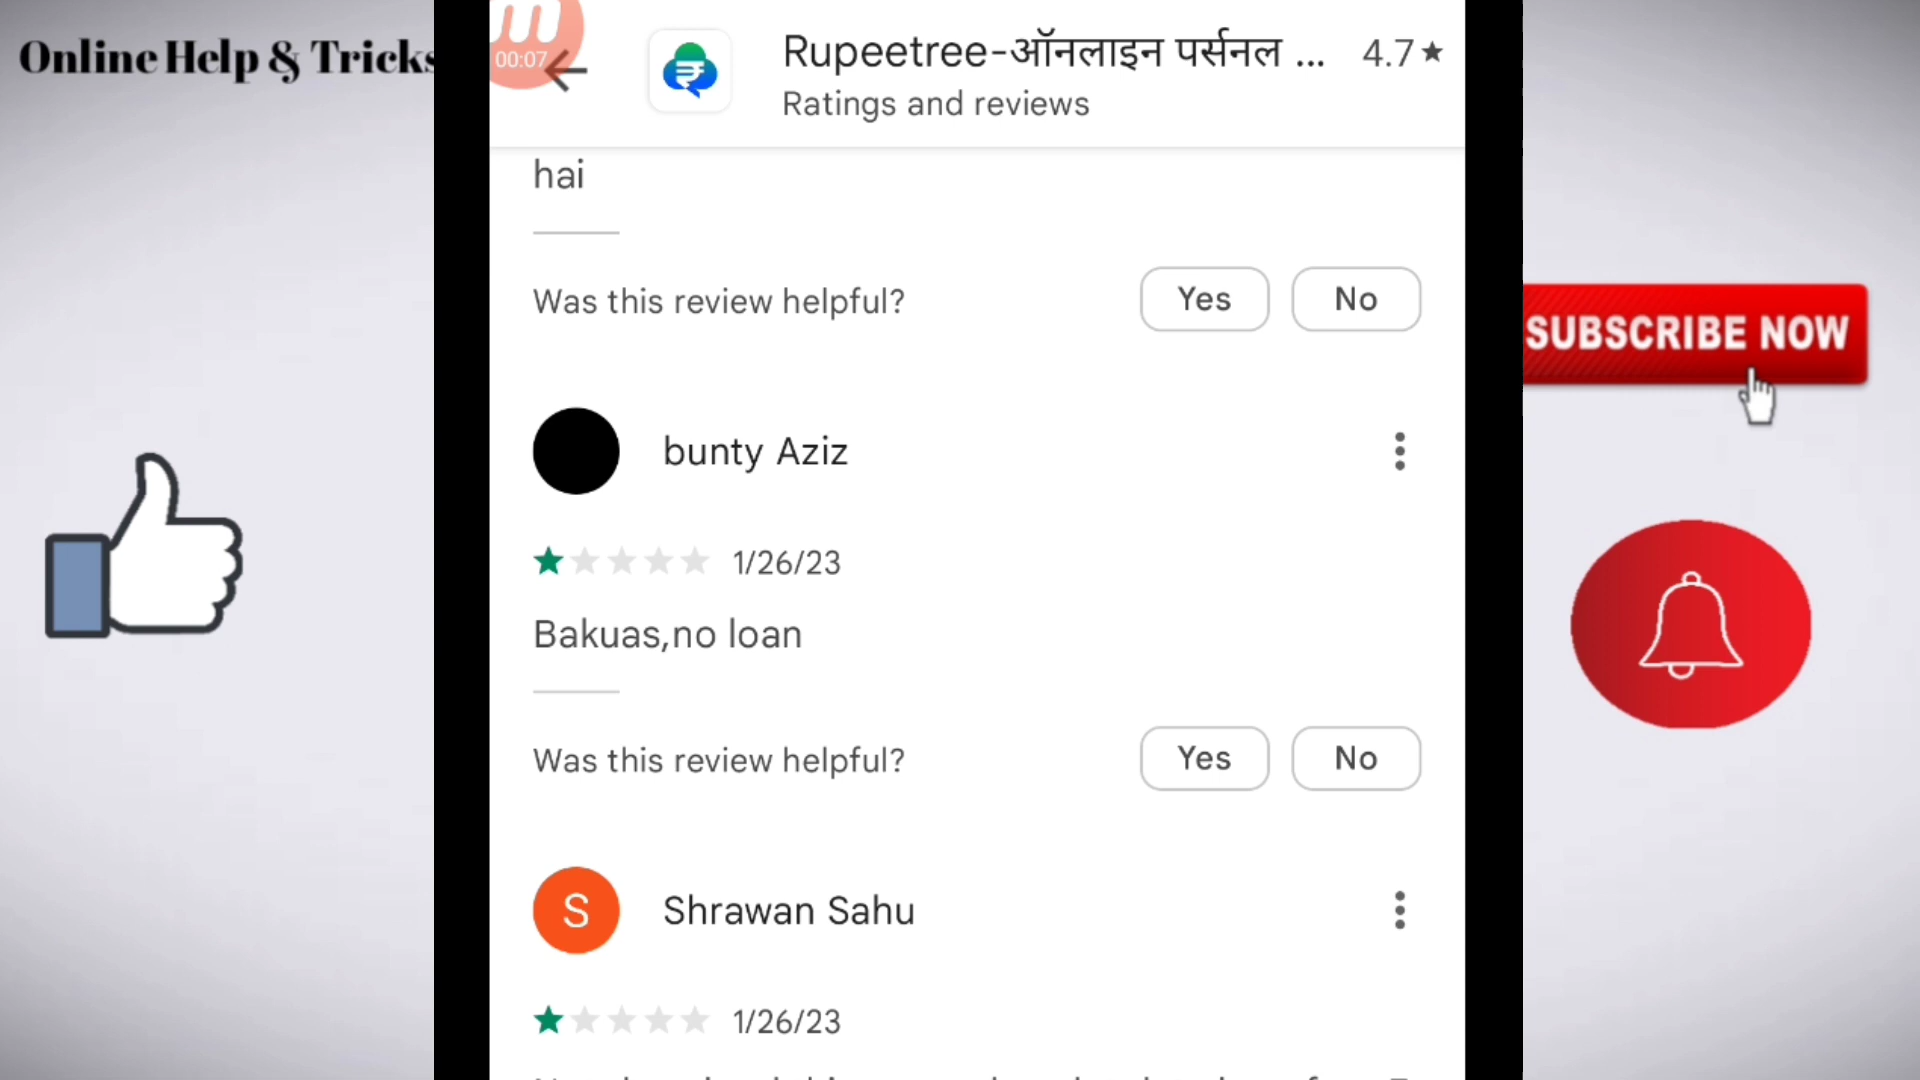 Online Help & Tricks
00:07
Rupeetree-ऑनलाइन पर्सनल ... 4.7★
Ratings and reviews
hai
Was this review helpful? Yes No
SUBSCRIBE NOW
bunty Aziz
1/26/23
Bakuas,no loan
Was this review helpful? Yes No
S Shrawan Sahu
1/26/23